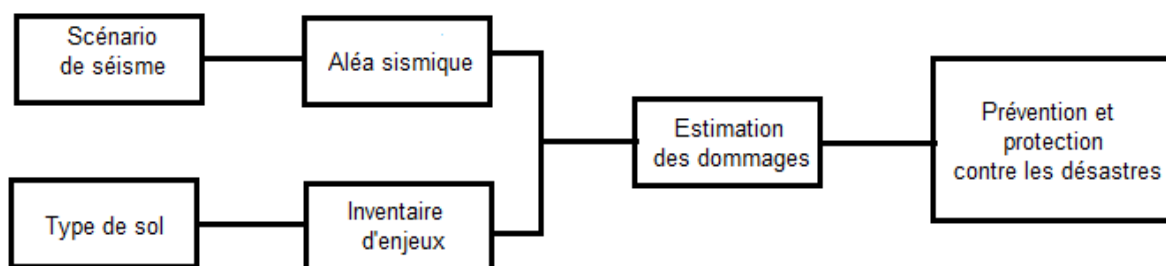 Scénario
de séisme
Aléa sismique
Type de sol
Inventaire
d'enjeux
Estimation
des dommages
Prévention et
protection
contre les désastres